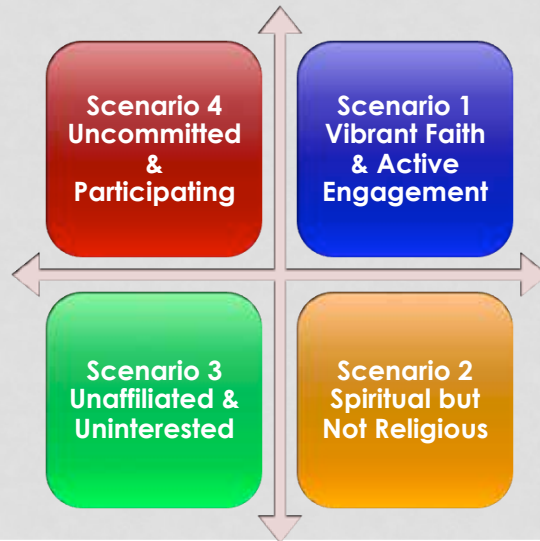 Scenario 4
Uncommitted
&
Participating
Scenario 1
Vibrant Faith
& Active
Engagement
Scenario 3
Unaffiliated &
Uninterested
Scenario 2
Spiritual but
Not Religious